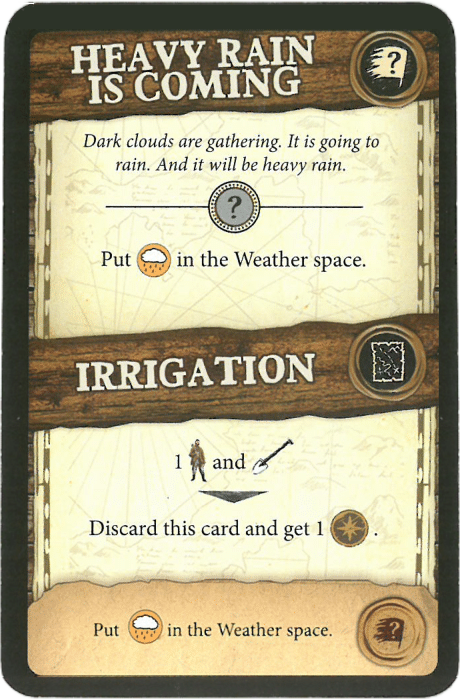 HEAVY RAIN
IS COMING
?
Dark clouds are gathering. It is going to
rain. And it will be heavy rain.
?
Put in the Weather space.
IRRIGATION
1 and
Discard this card and get 1 .
Put in the Weather space.
?